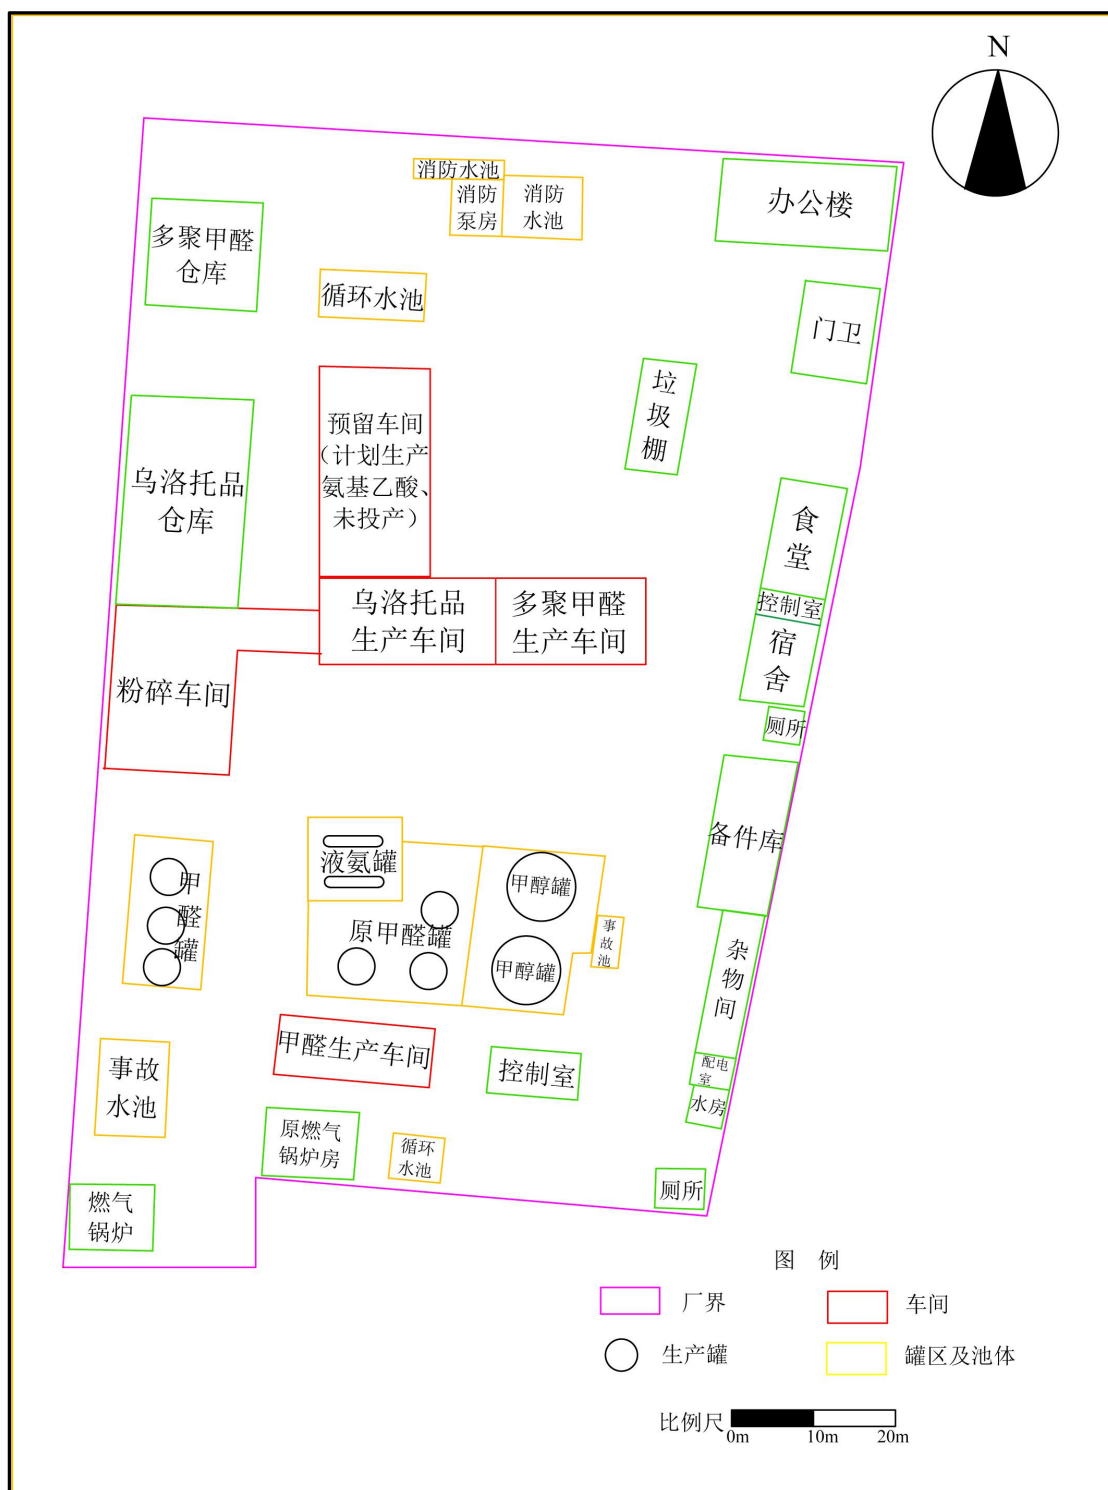 N
消防水池
消防
泵房
消防
水池
办公楼
多聚甲醛
仓库
循环水池
门卫
垃
圾
棚
预留车间
（计划生产
氨基乙酸、
未投产）
乌洛托品
仓库
食
堂
控制室
宿
舍
乌洛托品
生产车间
多聚甲醛
生产车间
粉碎车间
厕所
备件库
液氨罐
甲醇罐
甲
醛
罐
原甲醛罐
事
故
池
甲醇罐
杂
物
间
甲醛生产车间
控制室
配电
室
水房
事故
水池
原燃气
锅炉房
循环
水池
厕所
燃气
锅炉
图 例
厂界
车间
生产罐
罐区及池体
比例尺
0m 10m 20m